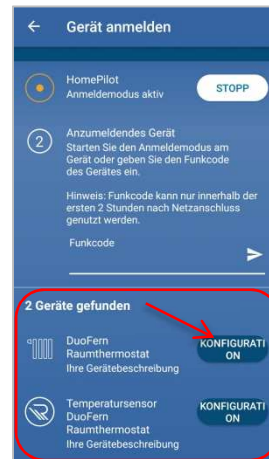 Gerät anmelden
HomePilot
Anmeldemodus aktiv
STOPP
2
Anzumeldendes Gerät
Starten Sie den Anmeldemodus am
Gerät oder geben Sie den Funkcode
des Gerätes ein.
Hinweis: Funkcode kann nur innerhalb der
ersten 2 Stunden nach Netzanschluss
genutzt werden.
Funkcode
2 Geräte gefunden
DuoFern
Raumthermostat
Ihre Gerätebeschreibung
KONFIGURATI
ON
Temperatursensor
DuoFern
Raumthermostat
Ihre Gerätebeschreibung
KONFIGURATI
ON